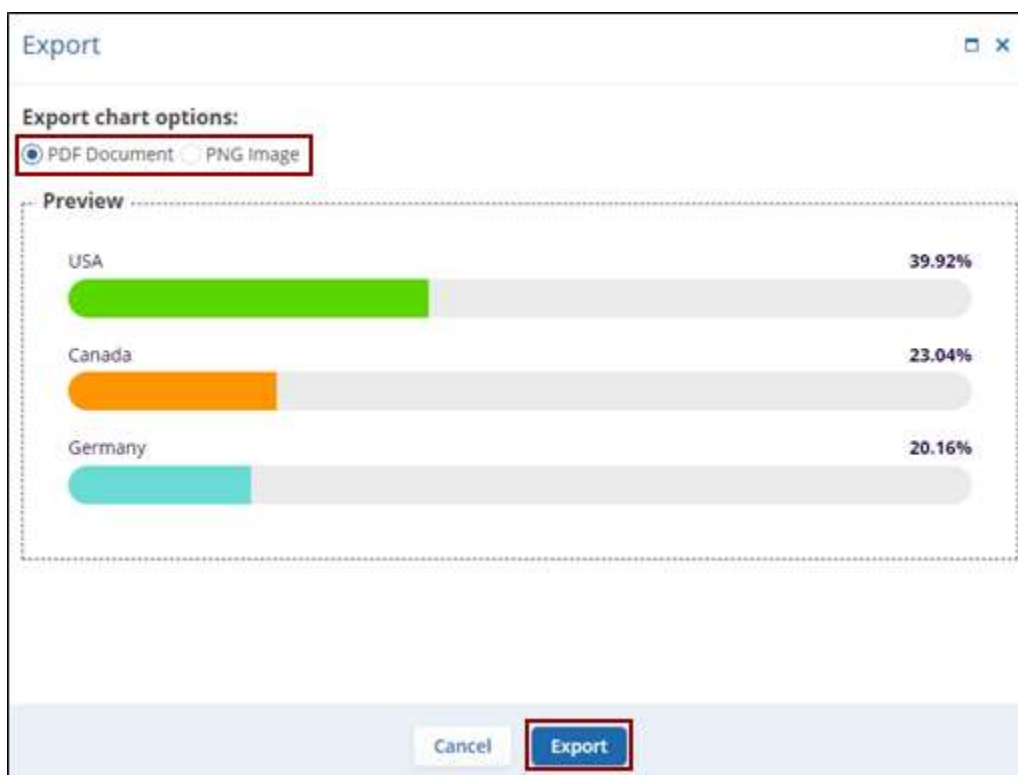 Export
Export chart options:
PDF Document PNG Image
Preview
USA 39.92%
Canada 23.04%
Germany 20.16%
Cancel Export